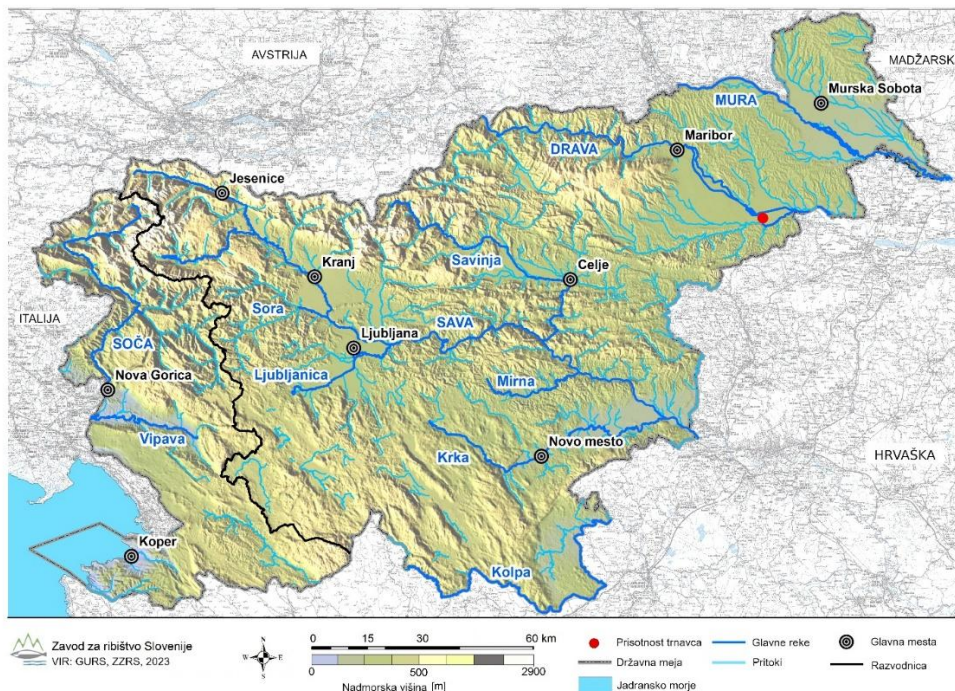 AVSTRIJA
MADŽARSK
Murska Sobota
MURA
Maribor
DRAVA
Jesenice
Kranj
Savinja
Celje
Sora
ITALIJA
SAVA
Ljubljana
SOČA
Ljubljanica
Mirna
Nova Gorica
Vipava
Krka
Novo mesto
HRVAŠKA
Koper
Kolpa
Zavod za ribištvo Slovenije
VIR: GURS, ZZRS, 2023
N
W E
S
0 15 30 60 km
0 500 2900
Nadmorska višina [m]
Prisotnost trnavca
Državna meja
Jadransko morje
Glavne reke
Pritoki
Glavna mesta
Razvodnica